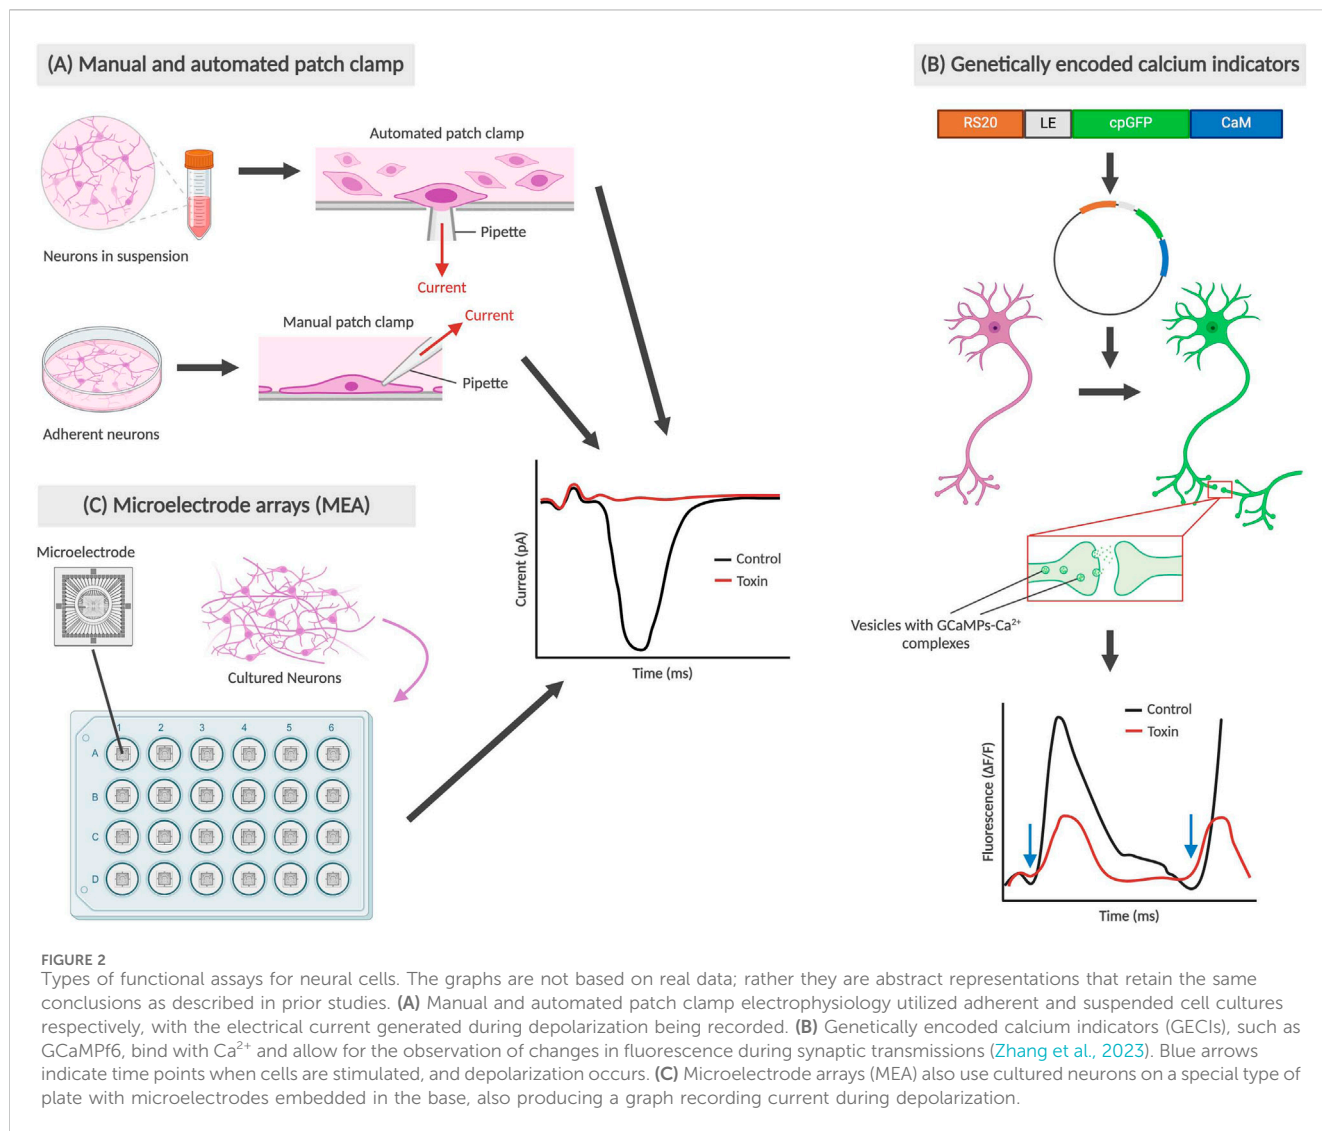 (A) Manual and automated patch clamp
Automated patch clamp
Neurons in suspension
Pipette
Current
Manual patch clamp
Current
Pipette
Adherent neurons
(C) Microelectrode arrays (MEA)
Microelectrode
Cultured Neurons
1 2 3 4 5 6
A
B
C
D
Current (pA)
Control
Toxin
Time (ms)
(B) Genetically encoded calcium indicators
RS20 LE cpGFP CaM
Vesicles with GCaMPs-Ca²⁺
complexes
Fluorescence (ΔF/F)
Control
Toxin
Time (ms)
FIGURE 2
Types of functional assays for neural cells. The graphs are not based on real data; rather they are abstract representations that retain the same
conclusions as described in prior studies. (A) Manual and automated patch clamp electrophysiology utilized adherent and suspended cell cultures
respectively, with the electrical current generated during depolarization being recorded. (B) Genetically encoded calcium indicators (GECIs), such as
GCaMPf6, bind with Ca²⁺ and allow for the observation of changes in fluorescence during synaptic transmissions (Zhang et al., 2023). Blue arrows
indicate time points when cells are stimulated, and depolarization occurs. (C) Microelectrode arrays (MEA) also use cultured neurons on a special type of
plate with microelectrodes embedded in the base, also producing a graph recording current during depolarization.